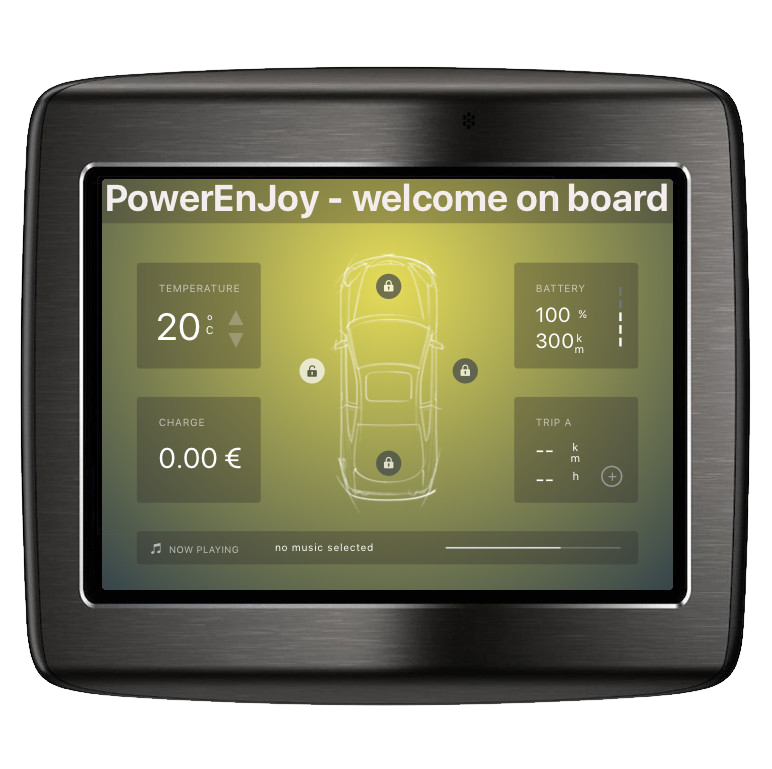 PowerEnJoy - welcome on board
TEMPERATURE
20 °C
BATTERY
100 %
300 km
CHARGE
0.00 €
TRIP A
-- km
-- h
NOW PLAYING
no music selected